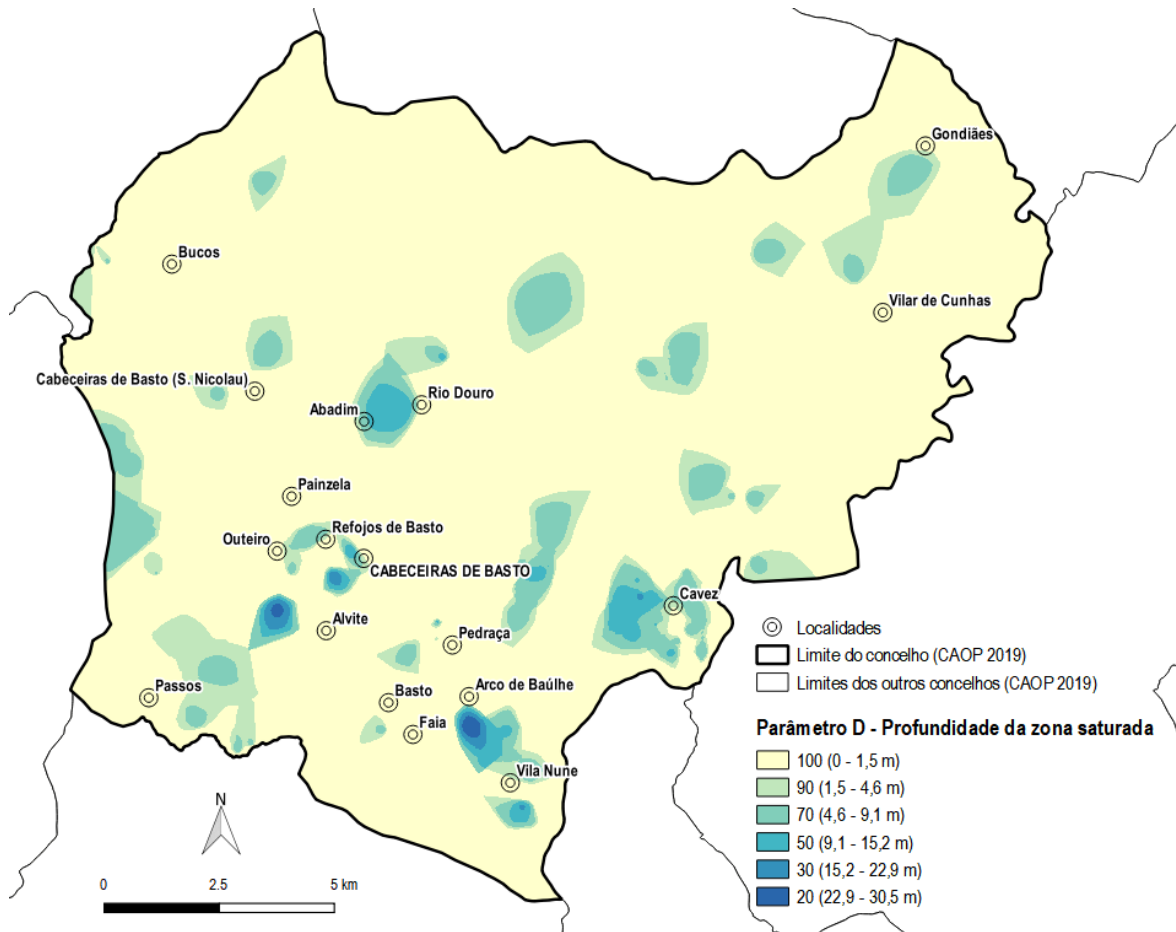 Gondiães
Bucos
Vilar de Cunhas
Cabeceiras de Basto (S. Nicolau)
Rio Douro
Abadim
Painzela
Refojos de Basto
Outeiro
CABECEIRAS DE BASTO
Cavez
Alvite
Pedraça
Passos
Basto
Arco de Baúlhe
Faia
Vila Nune
N
0 2.5 5 km
Localidades
Limite do concelho (CAOP 2019)
Limites dos outros concelhos (CAOP 2019)
Parâmetro D - Profundidade da zona saturada
100 (0 - 1,5 m)
90 (1,5 - 4,6 m)
70 (4,6 - 9,1 m)
50 (9,1 - 15,2 m)
30 (15,2 - 22,9 m)
20 (22,9 - 30,5 m)